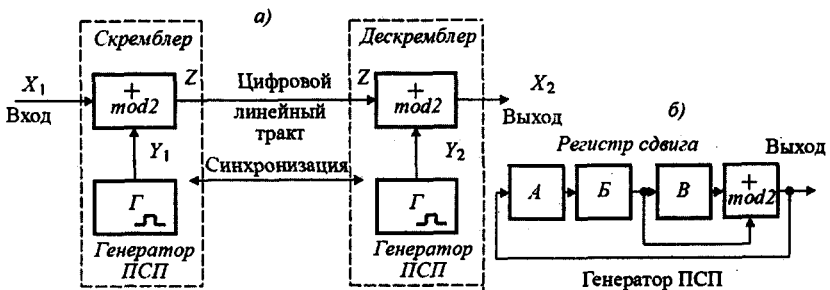 а)
Скремблер
Дескремблер
X1
Вход
+
mod2
Z
Цифровой
линейный
тракт
Z
+
mod2
X2
Выход
Y1
Синхронизация
Y2
Г
Генератор
ПСП
Г
Генератор
ПСП
б)
Регистр сдвига
Выход
А
Б
В
+
mod2
Генератор ПСП